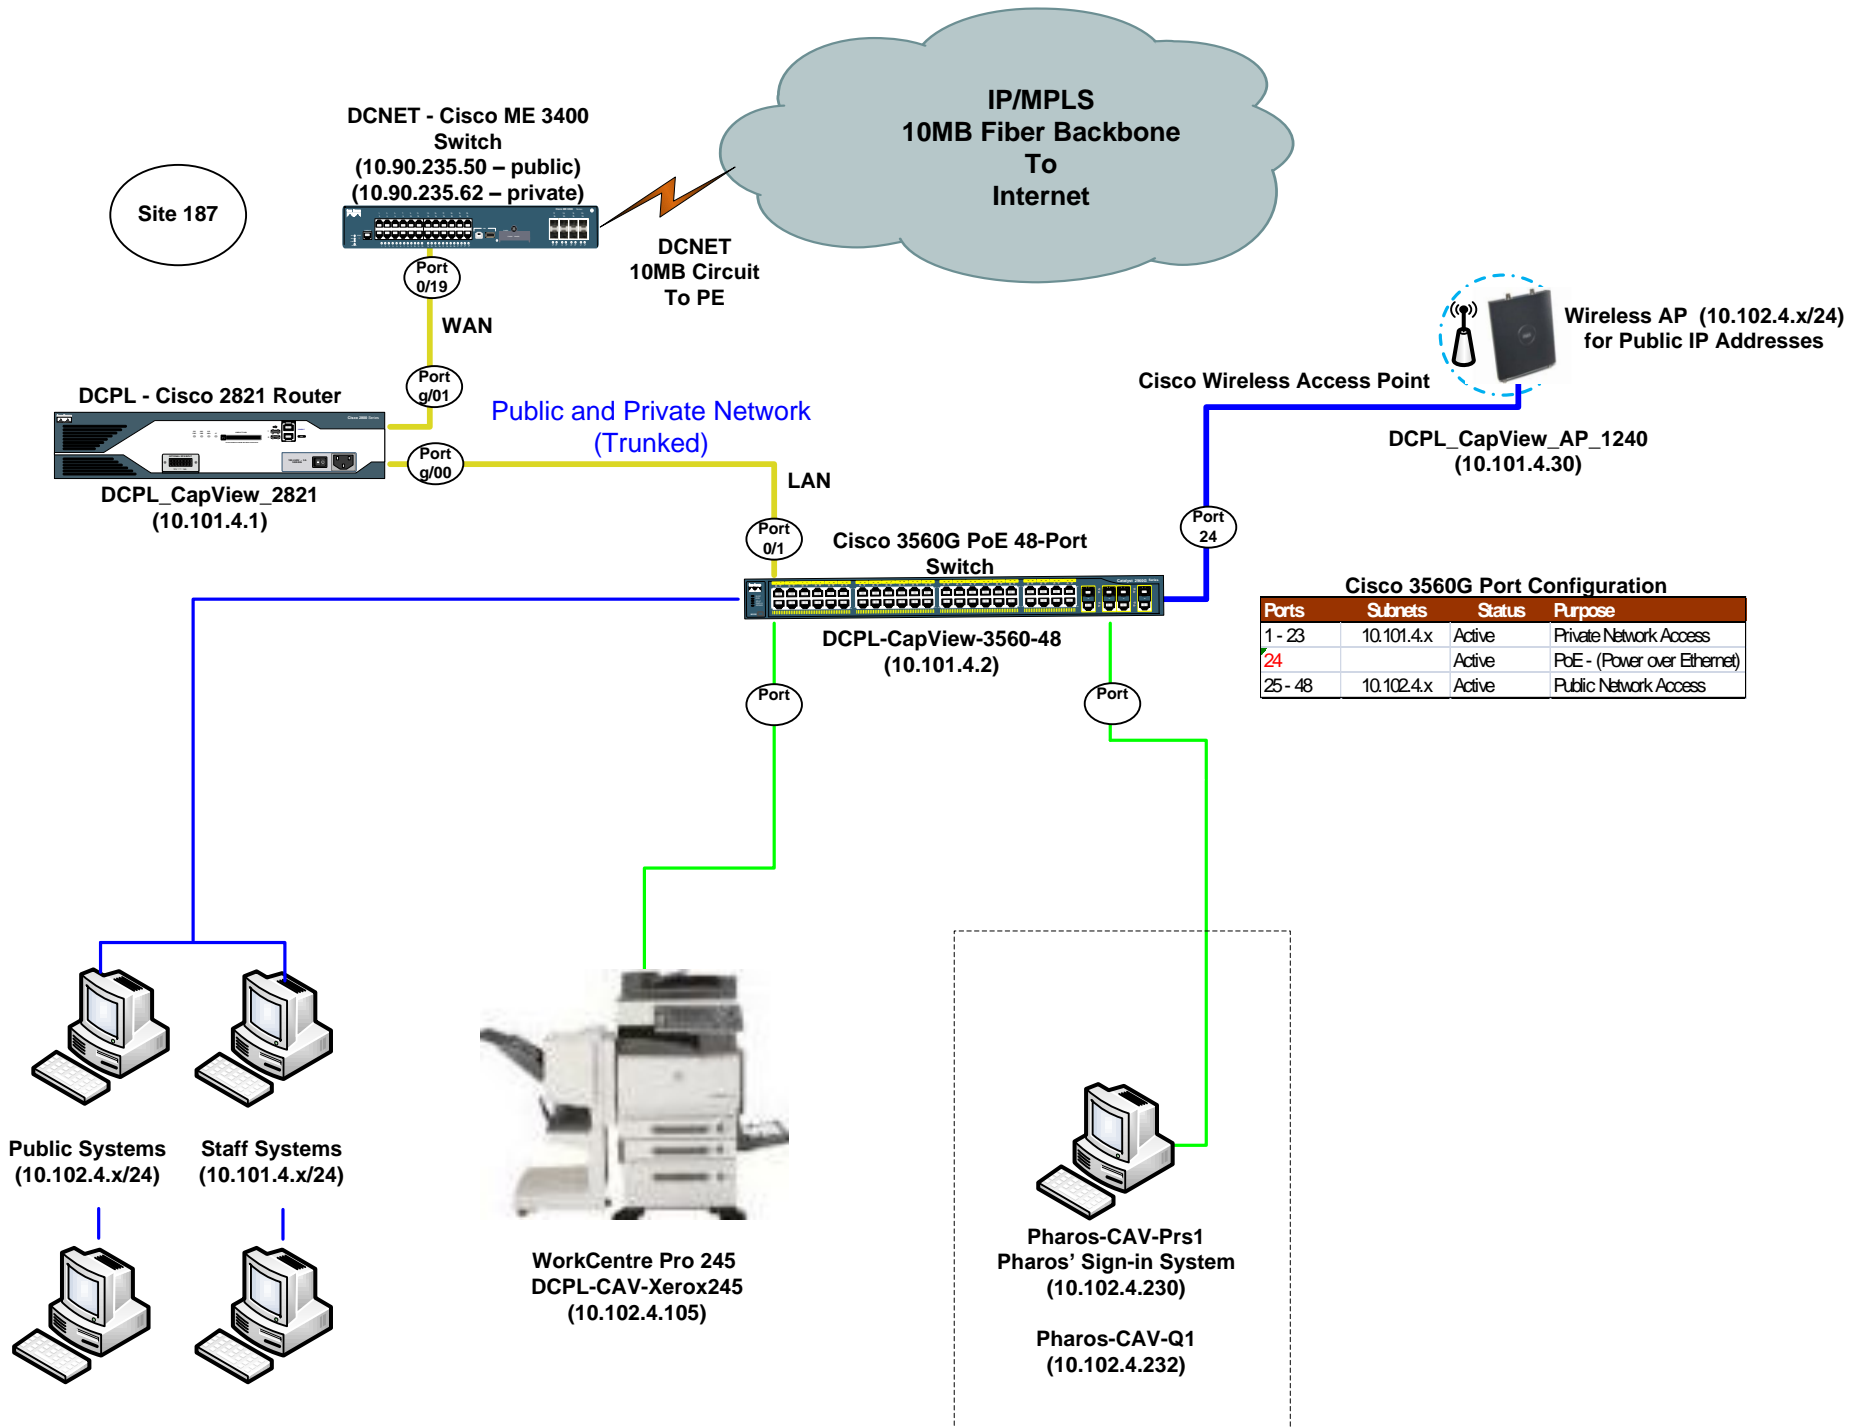 IP/MPLS
10MB Fiber Backbone
To
Internet
DCNET - Cisco ME 3400
Switch
(10.90.235.50 – public)
(10.90.235.62 – private)
Site 187
DCNET
10MB Circuit
To PE
Port
0/19
WAN
Port
g/01
DCPL - Cisco 2821 Router
Public and Private Network
(Trunked)
Port
g/00
LAN
DCPL_CapView_2821
(10.101.4.1)
Wireless AP (10.102.4.x/24)
for Public IP Addresses
Cisco Wireless Access Point
DCPL_CapView_AP_1240
(10.101.4.30)
Port
24
Port
0/1
Cisco 3560G PoE 48-Port
Switch
DCPL-CapView-3560-48
(10.101.4.2)
Cisco 3560G Port Configuration
Ports Subnets Status Purpose
1 - 23 10.101.4.x Active Private Network Access
24 Active PoE - (Power over Ethernet)
25 - 48 10.102.4.x Active Public Network Access
Port
Port
Public Systems
(10.102.4.x/24)
Staff Systems
(10.101.4.x/24)
WorkCentre Pro 245
DCPL-CAV-Xerox245
(10.102.4.105)
Pharos-CAV-Prs1
Pharos’ Sign-in System
(10.102.4.230)
Pharos-CAV-Q1
(10.102.4.232)